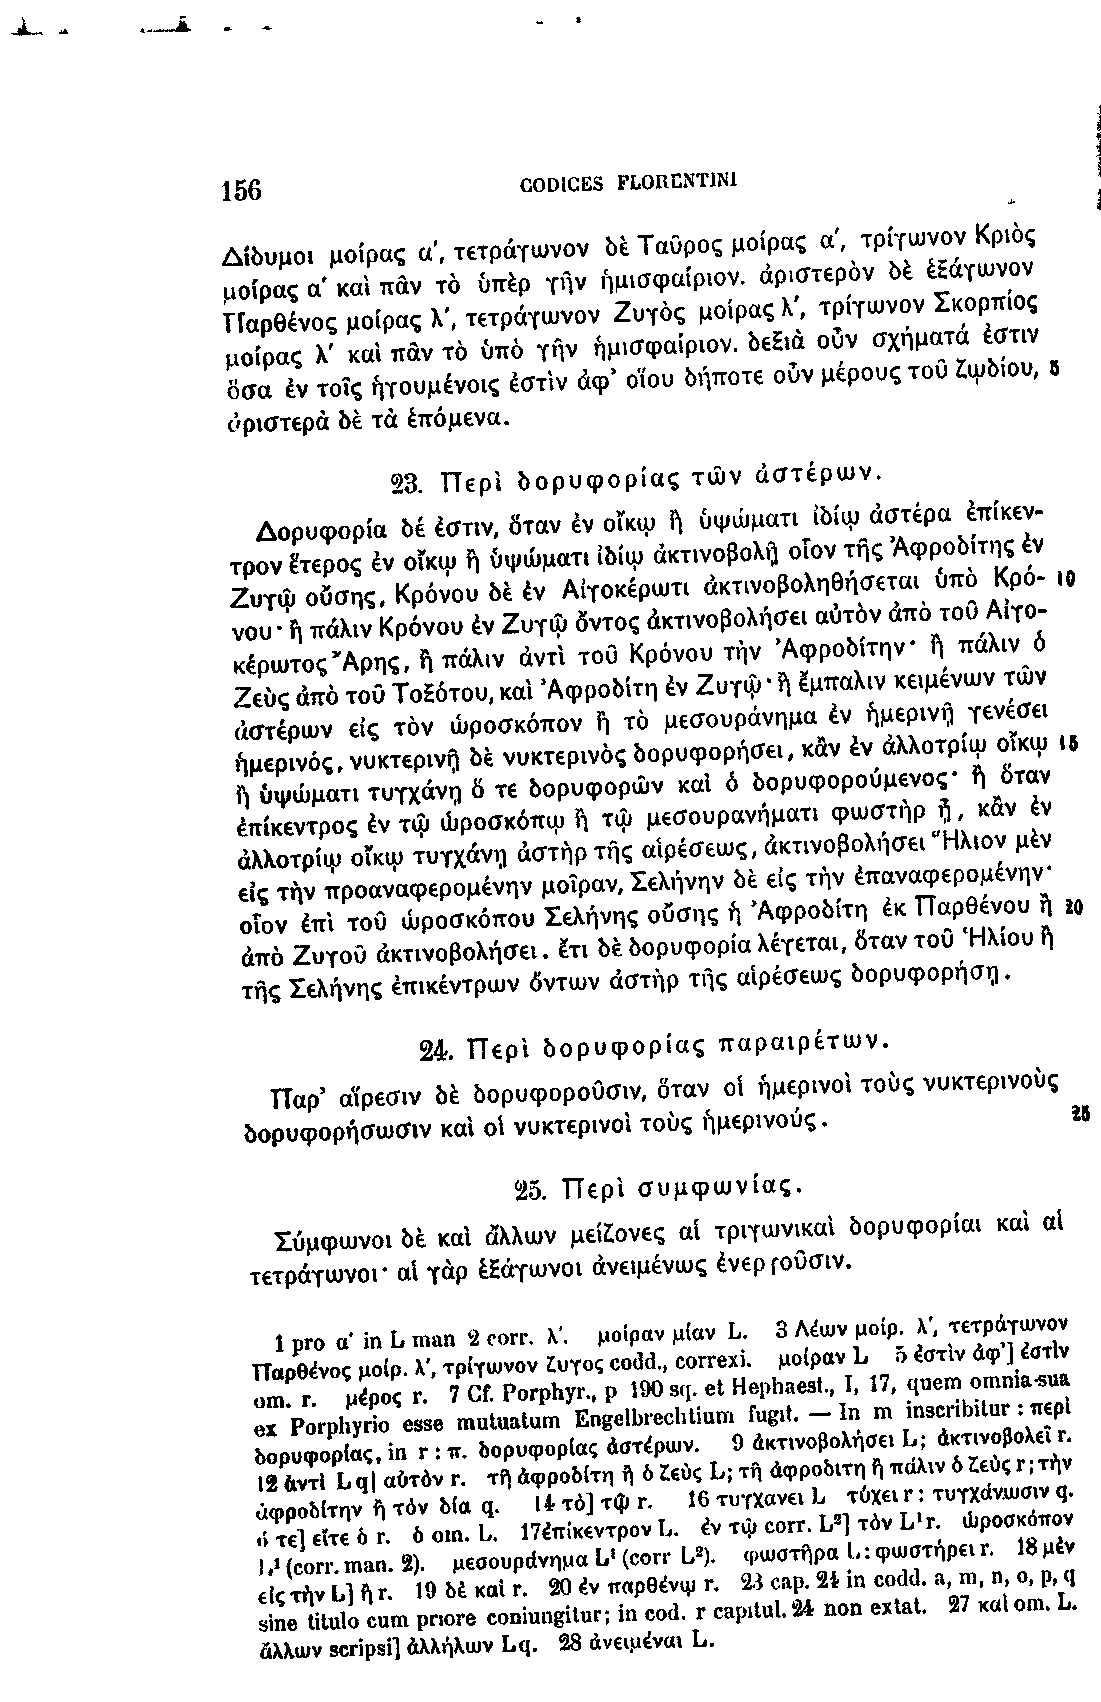 156 CODICES FLORENTINI
Δίδυμοι μοίρας α', τετράγωνον δὲ Ταῦρος μοίρας α', τρίγωνον Κριὸς
μοίρας α' καὶ πᾶν τὸ ὑπὲρ γῆν ἡμισφαίριον. ἀριστερὸν δὲ ἑξάγωνον
Παρθένος μοίρας λ', τετράγωνον Ζυγὸς μοίρας λ', τρίγωνον Σκορπίος
μοίρας λ' καὶ πᾶν τὸ ὑπὸ γῆν ἡμισφαίριον. δεξιὰ οὖν σχήματά ἐστιν
ὅσα ἐν τοῖς ἡγουμένοις ἐστὶν ἀφ' οἵου δήποτε οὖν μέρους τοῦ ζῳδίου, 5
ἀριστερὰ δὲ τὰ ἑπόμενα.
23. Περὶ δορυφορίας τῶν ἀστέρων.
Δορυφορία δέ ἐστιν, ὅταν ἐν οἴκῳ ἢ ὑψώματι ἰδίῳ ἀστέρα ἐπίκεν-
τρον ἕτερος ἐν οἴκῳ ἢ ὑψώματι ἰδίῳ ἀκτινοβολῇ οἷον τῆς Ἀφροδίτης ἐν
Ζυγῷ οὔσης, Κρόνου δὲ ἐν Αἰγοκέρωτι ἀκτινοβοληθήσεται ὑπὸ Κρό- 10
νου· ἢ πάλιν Κρόνου ἐν Ζυγῷ ὄντος ἀκτινοβολήσει αὐτὸν ἀπὸ τοῦ Αἰγο-
κέρωτος Ἄρης, ἢ πάλιν ἀντὶ τοῦ Κρόνου τὴν Ἀφροδίτην· ἢ πάλιν ὁ
Ζεὺς ἀπὸ τοῦ Τοξότου, καὶ Ἀφροδίτη ἐν Ζυγῷ· ἢ ἔμπαλιν κειμένων τῶν
ἀστέρων εἰς τὸν ὡροσκόπον ἢ τὸ μεσουράνημα ἐν ἡμερινῇ γενέσει
ἡμερινός, νυκτερινῇ δὲ νυκτερινὸς δορυφορήσει, κἂν ἐν ἀλλοτρίῳ οἴκῳ 15
ἢ ὑψώματι τυγχάνῃ ὅ τε δορυφορῶν καὶ ὁ δορυφορούμενος· ἢ ὅταν
ἐπίκεντρος ἐν τῷ ὡροσκόπῳ ἢ τῷ μεσουρανήματι φωστὴρ ᾖ, κἂν ἐν
ἀλλοτρίῳ οἴκῳ τυγχάνῃ ἀστὴρ τῆς αἱρέσεως, ἀκτινοβολήσει Ἥλιον μὲν
εἰς τὴν προαναφερομένην μοῖραν, Σελήνην δὲ εἰς τὴν ἐπαναφερομένην·
οἷον ἐπὶ τοῦ ὡροσκόπου Σελήνης οὔσης ἡ Ἀφροδίτη ἐκ Παρθένου ἢ 20
ἀπὸ Ζυγοῦ ἀκτινοβολήσει. ἔτι δὲ δορυφορία λέγεται, ὅταν τοῦ Ἡλίου ἢ
τῆς Σελήνης ἐπικέντρων ὄντων ἀστὴρ τῆς αἱρέσεως δορυφορήσῃ.
24. Περὶ δορυφορίας παραιρέτων.
Παρ' αἵρεσιν δὲ δορυφοροῦσιν, ὅταν οἱ ἡμερινοὶ τοὺς νυκτερινοὺς
δορυφορήσωσιν καὶ οἱ νυκτερινοὶ τοὺς ἡμερινούς. 25
25. Περὶ συμφωνίας.
Σύμφωνοι δὲ καὶ ἄλλων μείζονες αἱ τριγωνικαὶ δορυφορίαι καὶ αἱ
τετράγωνοι· αἱ γὰρ ἑξάγωνοι ἀνειμένως ἐνεργοῦσιν.
1 pro α' in L man 2 corr. λ'. μοίραν μίαν L. 3 Λέων μοίρ. λ', τετράγωνον
Παρθένος μοίρ. λ', τρίγωνον ζυγος codd., correxi. μοίραν L 5 ἐστὶν ἀφ'] ἐστὶν
om. r. μέρος r. 7 Cf. Porphyr., p 190 sq. et Hephaest., I, 17, quem omnia sua
ex Porphyrio esse mutuatum Engelbrechtium fugit. — In m inscribitur : περὶ
δορυφορίας, in r : π. δορυφορίας ἀστέρων. 9 ἀκτινοβολήσει L; ἀκτινοβολεῖ r.
12 ἀντὶ L q] αὐτὸν r. τῇ ἀφροδίτῃ ἢ ὁ Ζεὺς L; τῇ ἀφροδιτη ἢ πάλιν ὁ Ζεὺς r; τὴν
ἀφροδίτην ἢ τὸν δία q. 14 τὸ] τῷ r. 16 τυγχανει L τύχει r : τυγχάνωσιν q.
ὅ τε] εἴτε ὁ r. ὁ om. L. 17 ἐπίκεντρον L. ἐν τῷ corr. L²] τὸν L¹ r. ὡροσκόπον
L¹ (corr. man. 2). μεσουράνημα L¹ (corr L²). φωστῆρα L : φωστήρει r. 18 μὲν
εἰς τὴν L] ἢ r. 19 δὲ καὶ r. 20 ἐν παρθένῳ r. 23 cap. 24 in codd. a, m, n, o, p, q
sine titulo cum priore coniungitur; in cod. r capitul. 24 non extat. 27 καὶ om. L.
ἄλλων scripsi] ἀλλήλων L q. 28 ἀνειμέναι L.